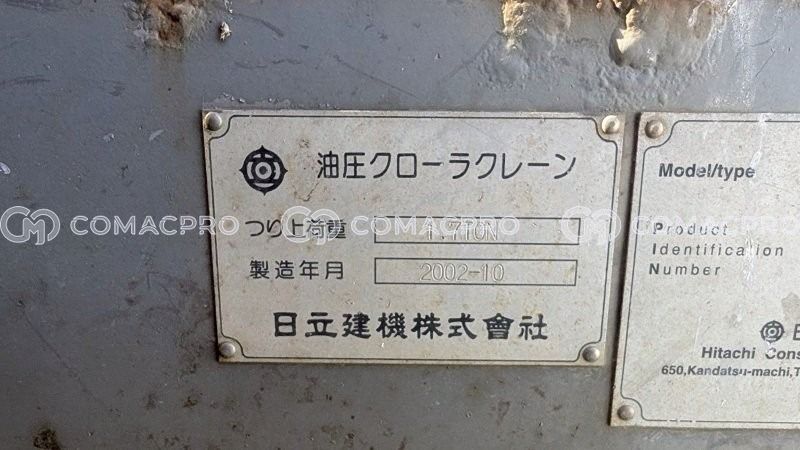 油圧クローラクレーン
つり上荷重 1.7TON
製造年月 2002-10
日立建機株式會社
Model/type
Product
Identification
Number
Hitachi Cons
650,Kandatsu-machi,T
COMACPRO COMACPRO COMACPRO